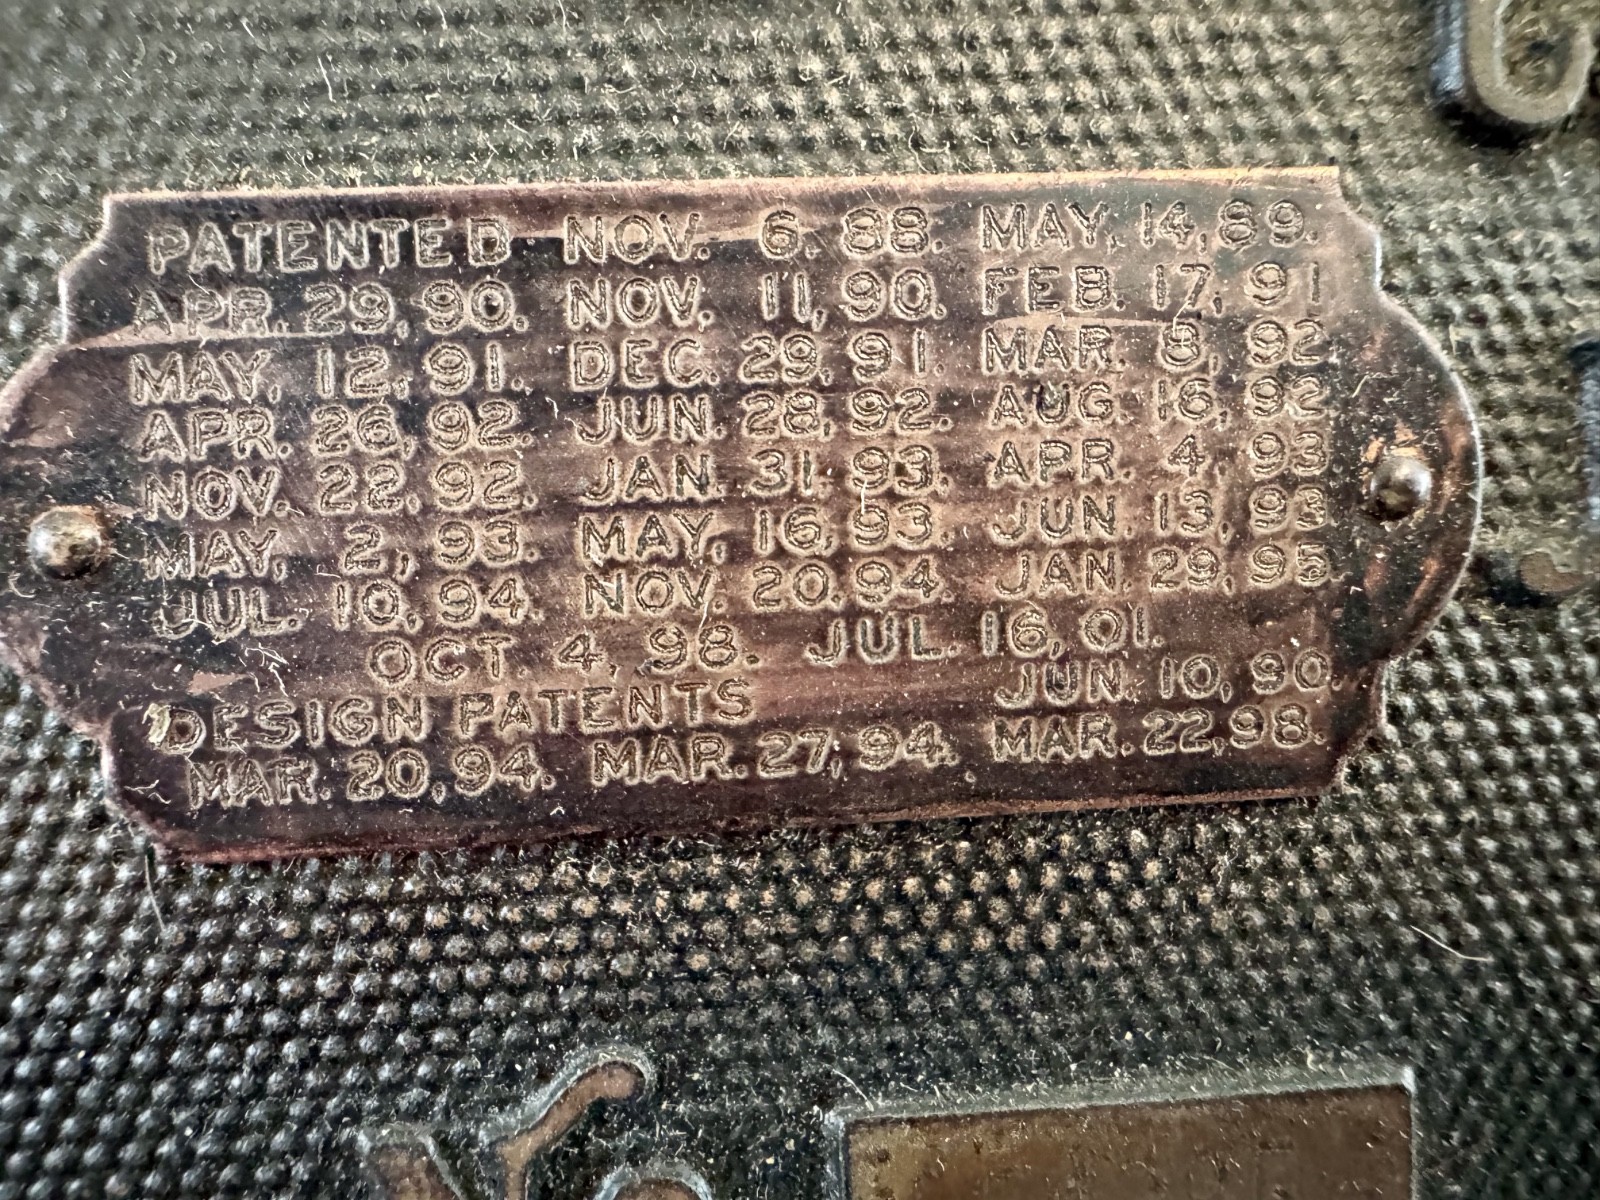 PATENTED NOV. 6. 88. MAY, 14, 89.
APR. 29, 90. NOV. 11, 90. FEB. 17, 91
MAY, 12, 91. DEC. 29, 91. MAR. 8, 92
APR. 26, 92. JUN. 28, 92. AUG. 16, 92
NOV. 22, 92. JAN. 31. 93. APR. 4, 93
MAY, 2, 93. MAY, 16, 93. JUN. 13, 93
JUL. 10, 94. NOV. 20. 94. JAN. 29, 95.
OCT. 4, 98. JUL. 16, 01.
DESIGN PATENTS JUN. 10, 90.
MAR. 20, 94. MAR. 27, 94. MAR. 22, 98.